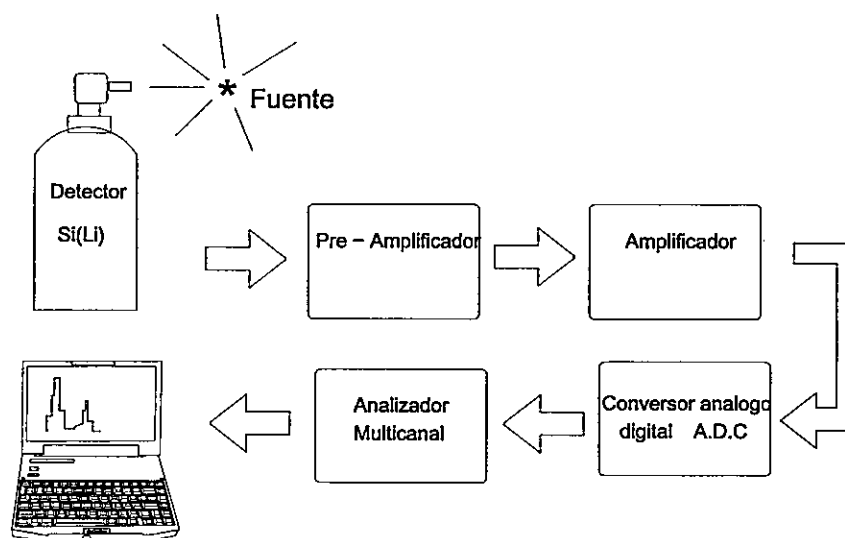 * Fuente
Detector
Si(Li)
Pre - Amplificador
Amplificador
Conversor analogo
digital A.D.C
Analizador
Multicanal